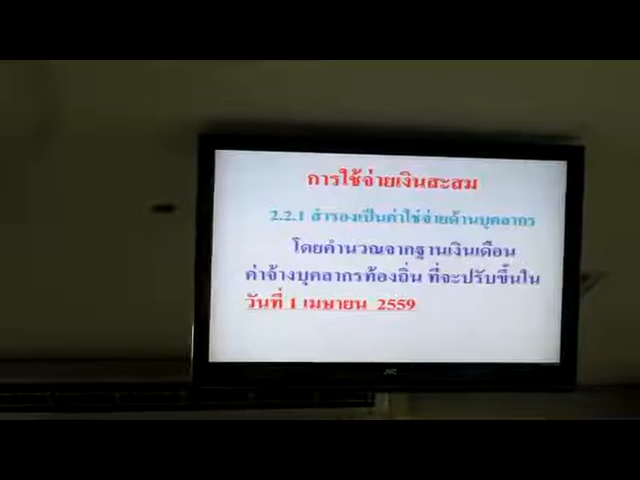 การใช้จ่ายเงินสะสม
2.2.1 สำรองเป็นค่าใช้จ่ายด้านบุคลากร
โดยคำนวณจากฐานเงินเดือน
ค่าจ้างบุคลากรท้องถิ่น ที่จะปรับขึ้นใน
วันที่ 1 เมษายน 2559
JVC